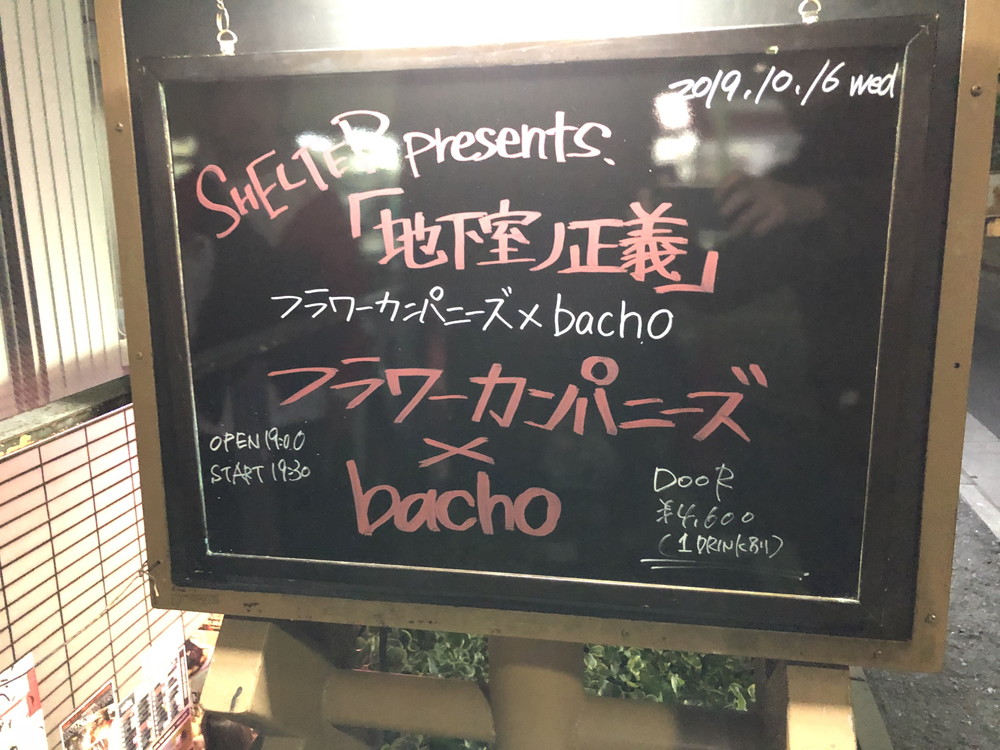 2019.10.16 wed
SHELTER presents.
「地下室ノ正義」
フラワーカンパニーズ×bacho
フラワーカンパニーズ
×
bacho
OPEN 19:00
START 19:30
DOOR
¥4,600
(1DRINK別)